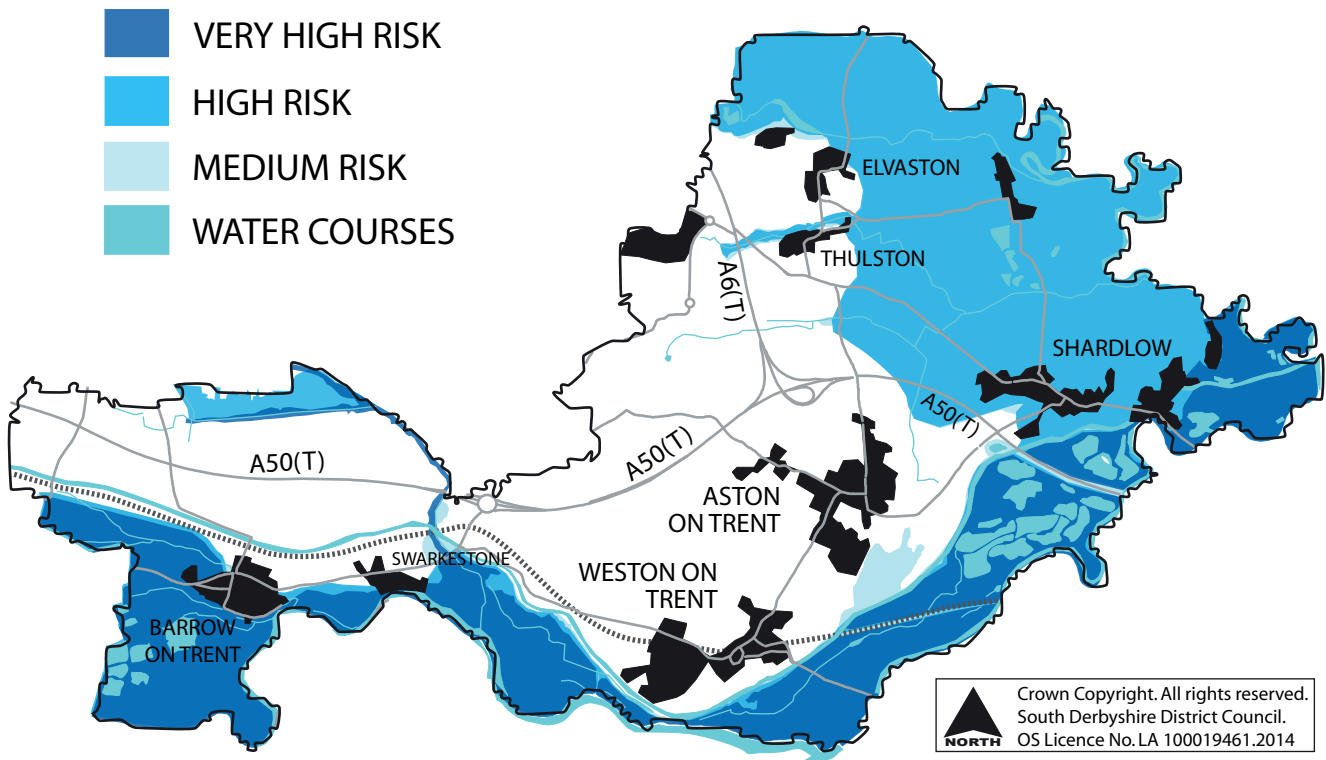 VERY HIGH RISK
HIGH RISK
MEDIUM RISK
WATER COURSES
ELVASTON
THULSTON
A6(T)
SHARDLOW
A50(T)
A50(T)
A50(T)
ASTON
ON TRENT
SWARKESTONE
WESTON ON
TRENT
BARROW
ON TRENT
NORTH
Crown Copyright. All rights reserved.
South Derbyshire District Council.
OS Licence No. LA 100019461.2014